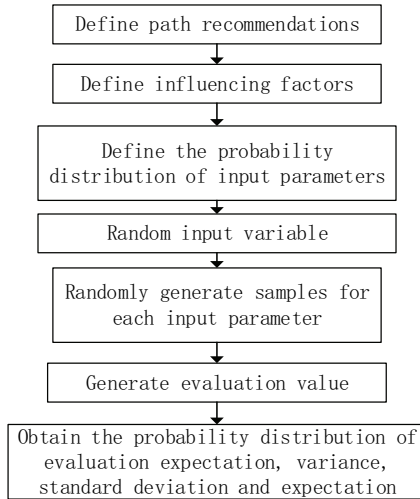 Define path recommendations
Define influencing factors
Define the probability
distribution of input parameters
Random input variable
Randomly generate samples for
each input parameter
Generate evaluation value
Obtain the probability distribution of
evaluation expectation, variance,
standard deviation and expectation